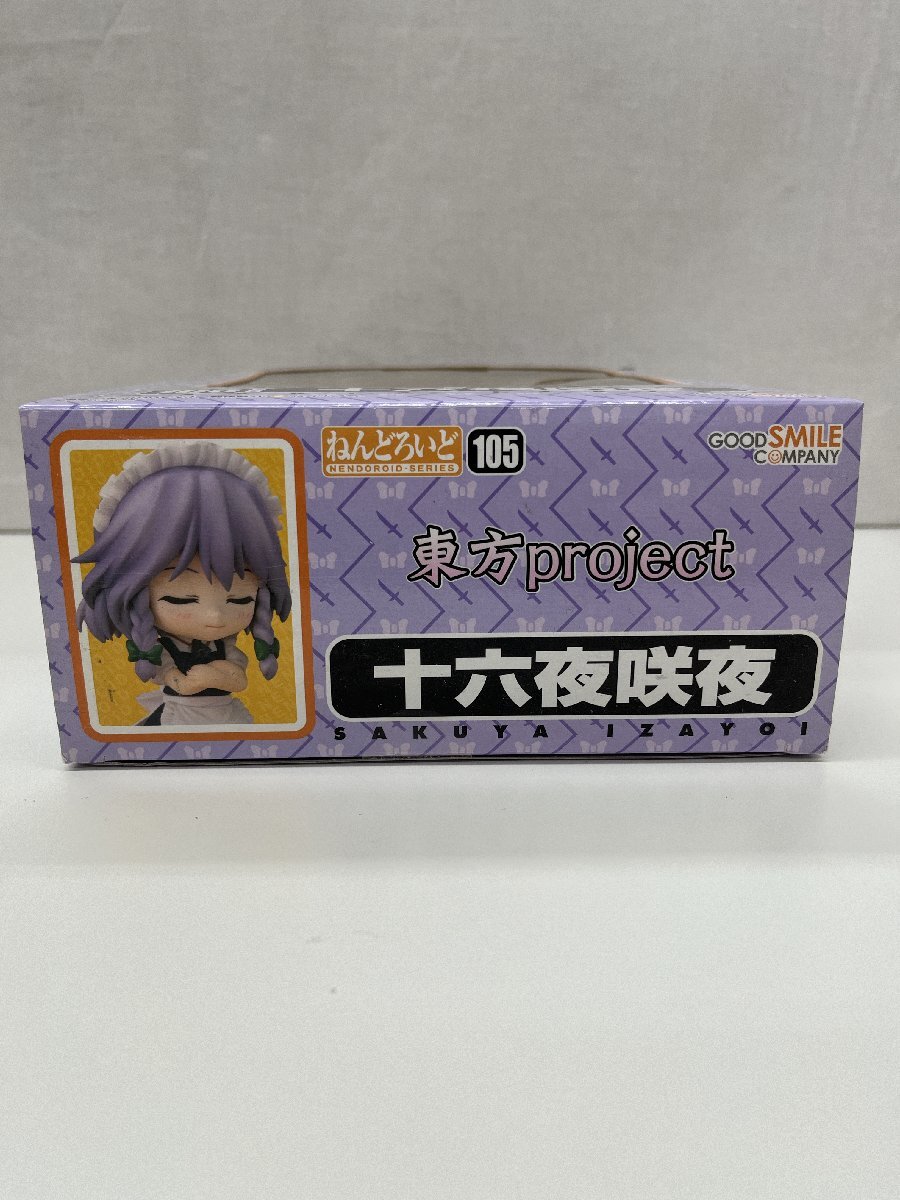 ねんどろいど
NENDOROID-SERIES
105
GOOD SMILE
COMPANY
東方project
十六夜咲夜
SAKUYA IZAYOI